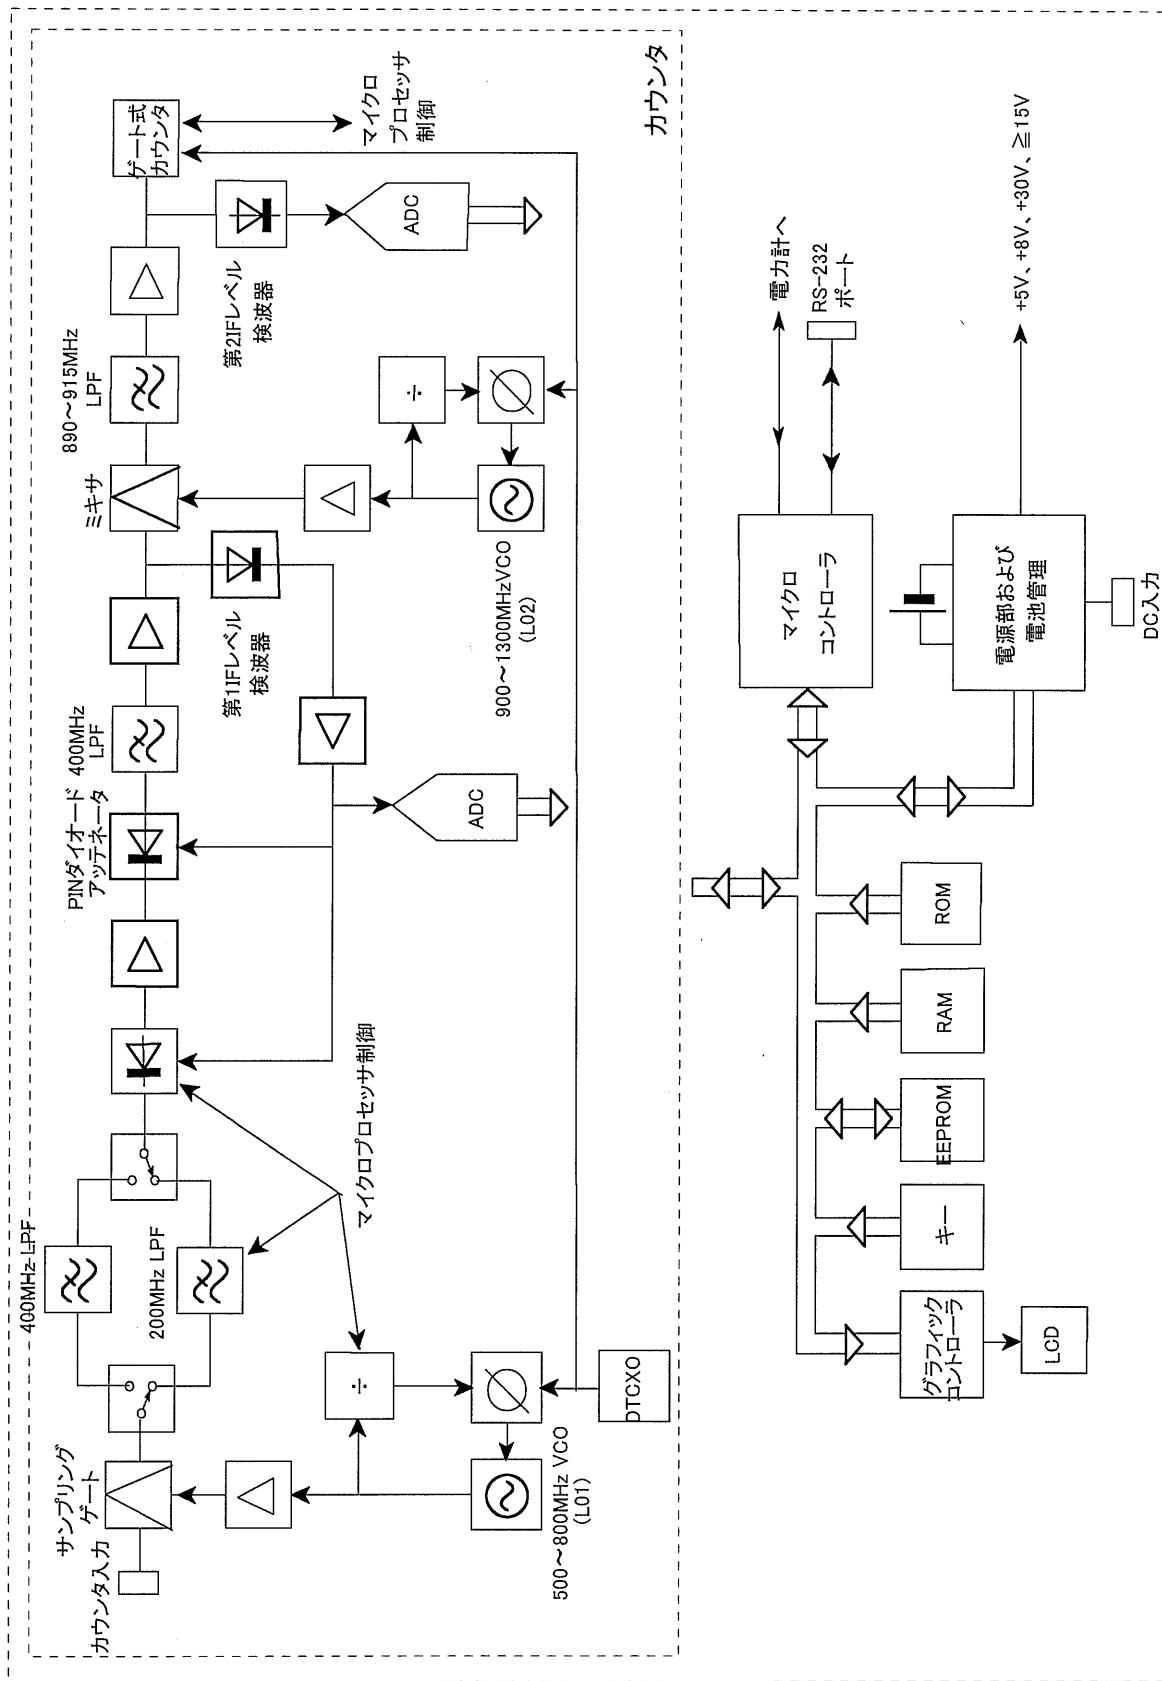 カウンタ入力
サンプリング
ゲート
400MHz LPF
200MHz LPF
PINダイオード
アッテネータ
400MHz
LPF
ミキサ
890～915MHz
LPF
ゲート式
カウンタ
マイクロ
プロセッサ
制御
第1IFレベル
検波器
第2IFレベル
検波器
ADC
ADC
÷
÷
500～800MHz VCO
(L01)
DTCXO
マイクロプロセッサ制御
900～1300MHzVCO
(L02)
カウンタ
グラフィック
コントローラ
LCD
キー
EEPROM
RAM
ROM
マイクロ
コントローラ
電力計へ
RS-232
ポート
電源部および
電池管理
DC入力
+5V、+8V、+30V、≧15V